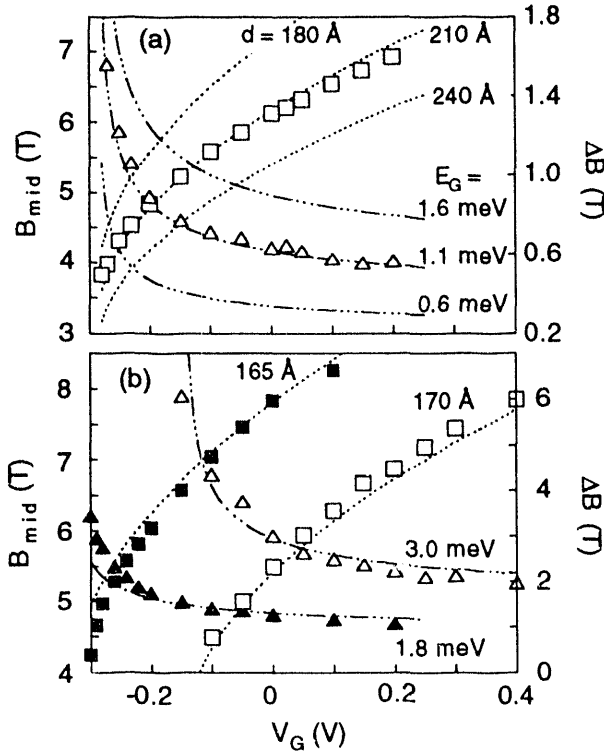 7 (a) d = 180 Å 210 Å 1.8
240 Å 1.4
6
B_mid (T) 5 E_G = 1.0 ΔB (T)
1.6 meV
4 1.1 meV 0.6
0.6 meV
3 0.2
(b) 165 Å 170 Å
8 6
7 4
B_mid (T) 6 3.0 meV ΔB (T)
2
5
1.8 meV
4 0
-0.2 0 0.2 0.4
V_G (V)